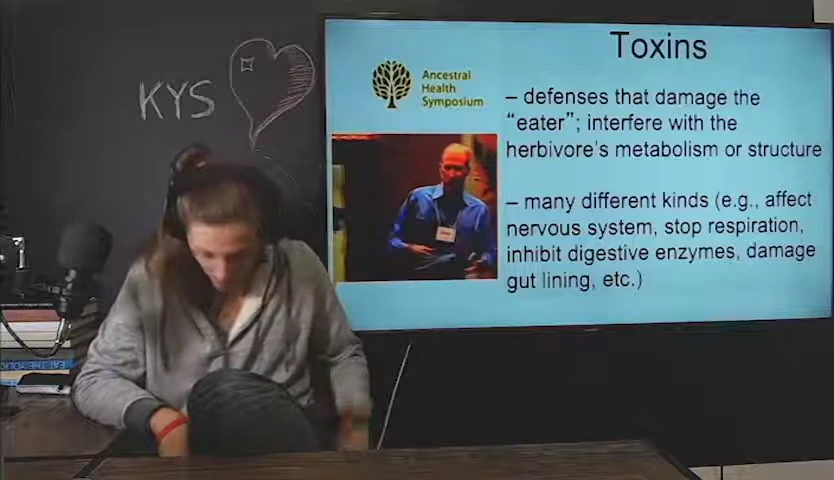 KYS
Toxins
Ancestral
Health
Symposium
– defenses that damage the
“eater”; interfere with the
herbivore's metabolism or structure
– many different kinds (e.g., affect
nervous system, stop respiration,
inhibit digestive enzymes, damage
gut lining, etc.)